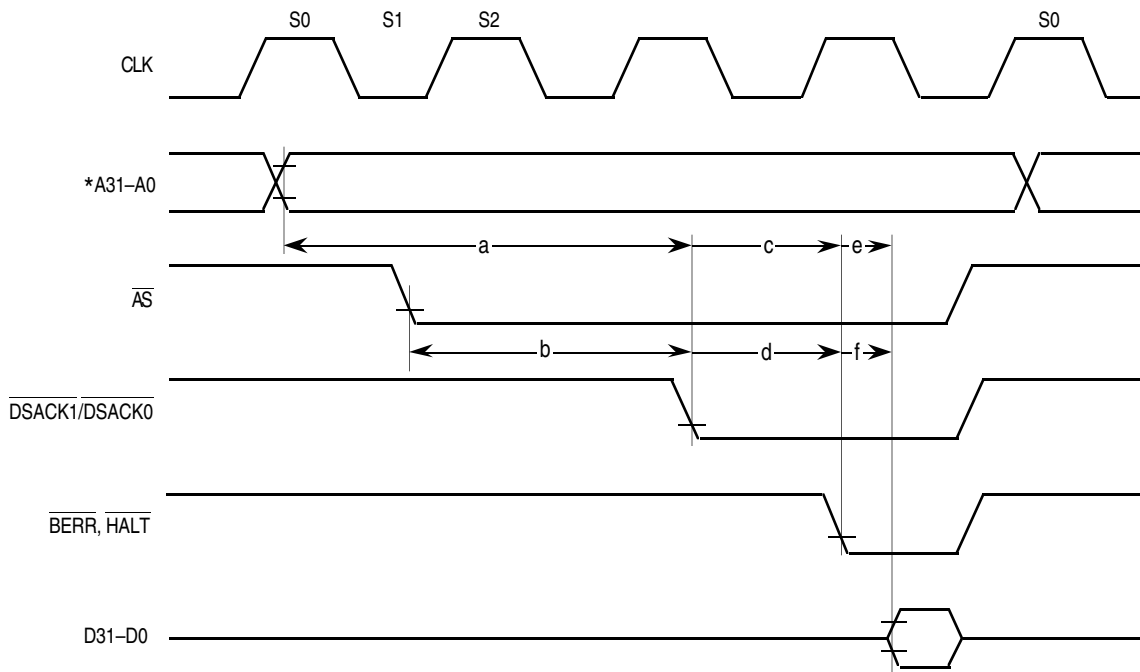 S0 S1 S2 S0
CLK
*A31–A0
a c e
AS
b d f
DSACK1/DSACK0
BERR, HALT
D31–D0